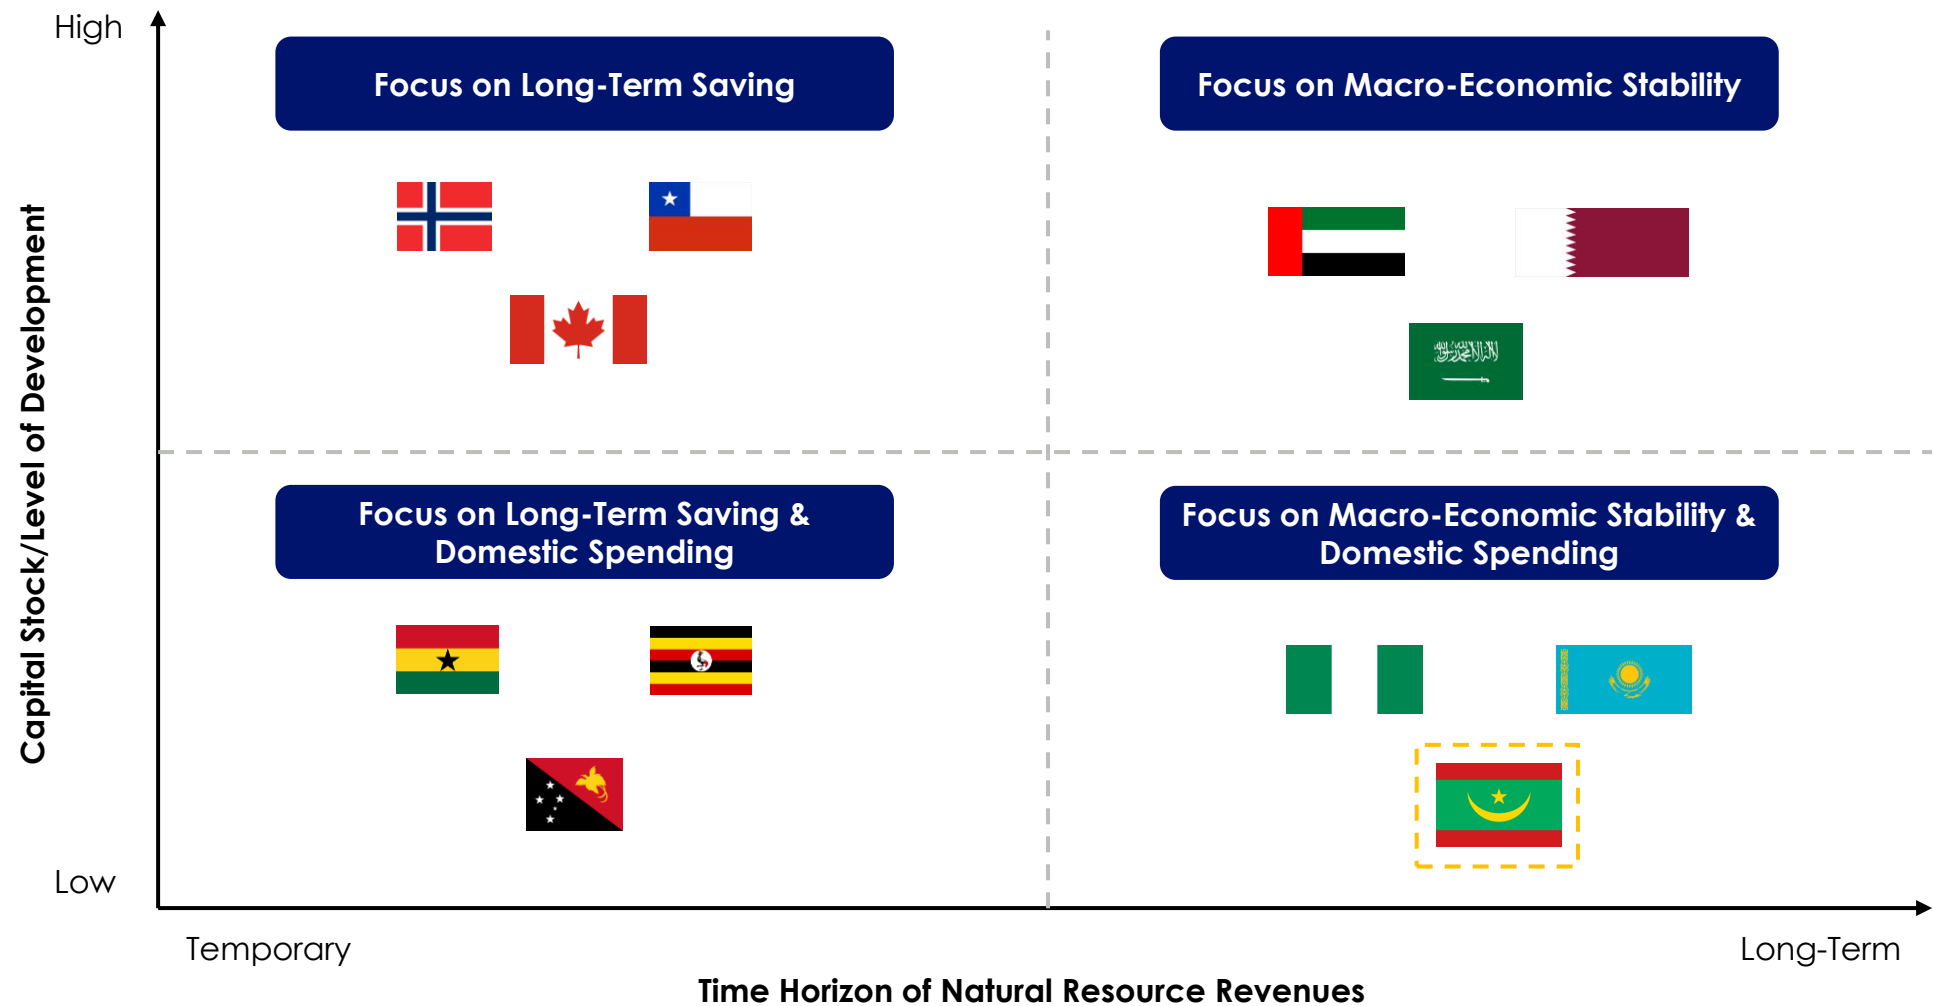 High
Focus on Long-Term Saving
Focus on Macro-Economic Stability
Capital Stock/Level of Development
Focus on Long-Term Saving &
Domestic Spending
Focus on Macro-Economic Stability &
Domestic Spending
Low
Temporary
Long-Term
Time Horizon of Natural Resource Revenues